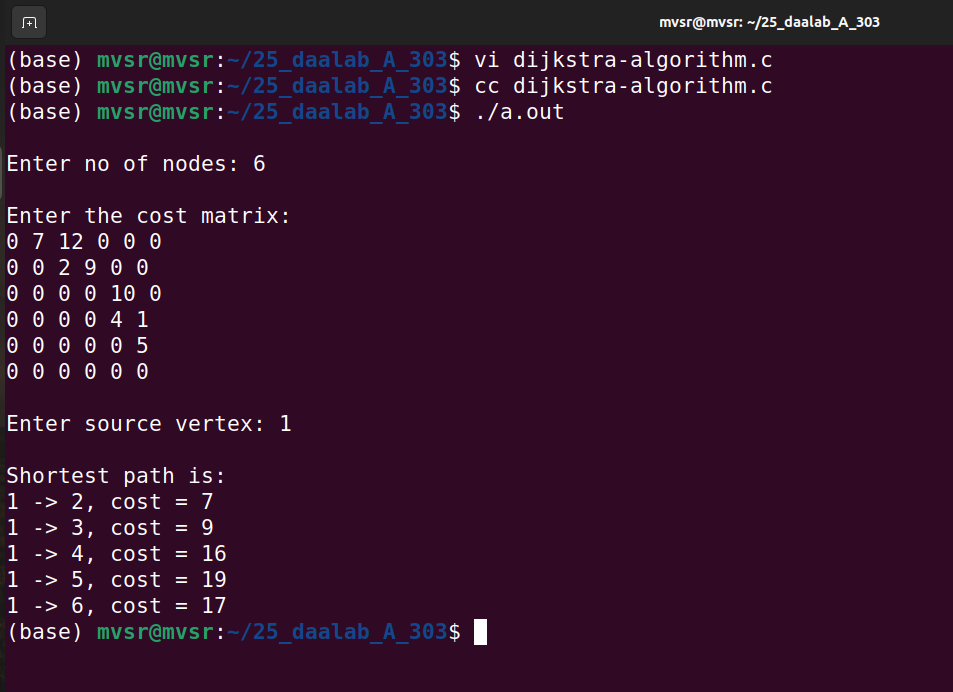 mvsr@mvsr: ~/25_daalab_A_303
(base) mvsr@mvsr:~/25_daalab_A_303$ vi dijkstra-algorithm.c
(base) mvsr@mvsr:~/25_daalab_A_303$ cc dijkstra-algorithm.c
(base) mvsr@mvsr:~/25_daalab_A_303$ ./a.out
Enter no of nodes: 6
Enter the cost matrix:
0 7 12 0 0 0
0 0 2 9 0 0
0 0 0 0 10 0
0 0 0 0 4 1
0 0 0 0 0 5
0 0 0 0 0 0
Enter source vertex: 1
Shortest path is:
1 -> 2, cost = 7
1 -> 3, cost = 9
1 -> 4, cost = 16
1 -> 5, cost = 19
1 -> 6, cost = 17
(base) mvsr@mvsr:~/25_daalab_A_303$